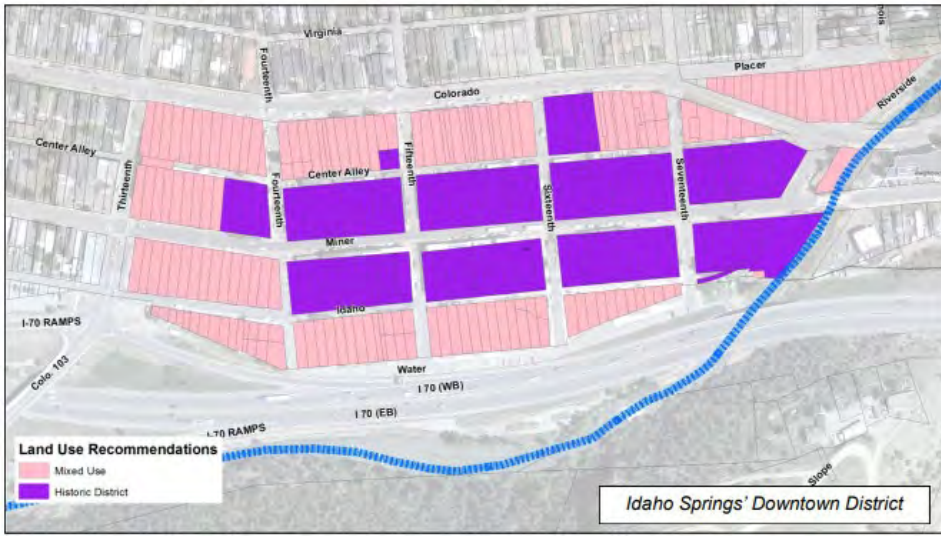 Virginia
Fourteenth
Placer
Riverside
Colorado
Center Alley
Thirteenth
Fourteenth
Center Alley
Fifteenth
Sixteenth
Seventeenth
Miner
Idaho
I-70 RAMPS
Colo. 103
Water
I 70 (WB)
I 70 (EB)
I-70 RAMPS
Slope
Land Use Recommendations
Mixed Use
Historic District
Idaho Springs' Downtown District